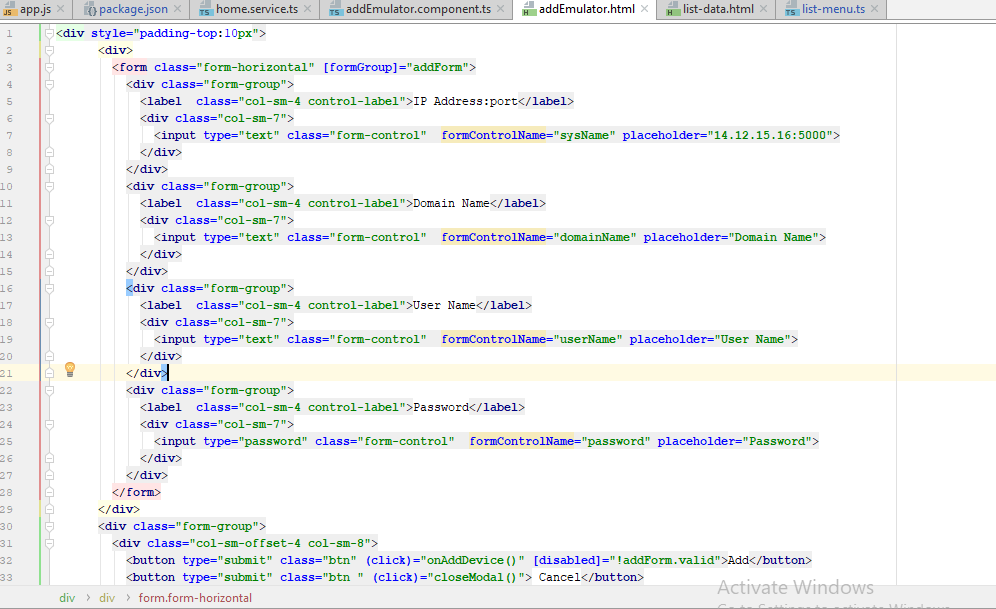 app.js package.json home.service.ts addEmulator.component.ts addEmulator.html list-data.html list-menu.ts
1 <div style="padding-top:10px">
2 <div>
3 <form class="form-horizontal" [formGroup]="addForm">
4 <div class="form-group">
5 <label  class="col-sm-4 control-label">IP Address:port</label>
6 <div class="col-sm-7">
7 <input type="text" class="form-control"  formControlName="sysName" placeholder="14.12.15.16:5000">
8 </div>
9 </div>
10 <div class="form-group">
11 <label  class="col-sm-4 control-label">Domain Name</label>
12 <div class="col-sm-7">
13 <input type="text" class="form-control"  formControlName="domainName" placeholder="Domain Name">
14 </div>
15 </div>
16 <div class="form-group">
17 <label  class="col-sm-4 control-label">User Name</label>
18 <div class="col-sm-7">
19 <input type="text" class="form-control"  formControlName="userName" placeholder="User Name">
20 </div>
21 </div>
22 <div class="form-group">
23 <label  class="col-sm-4 control-label">Password</label>
24 <div class="col-sm-7">
25 <input type="password" class="form-control"  formControlName="password" placeholder="Password">
26 </div>
27 </div>
28 </form>
29 </div>
30 <div class="form-group">
31 <div class="col-sm-offset-4 col-sm-8">
32 <button type="submit" class="btn" (click)="onAddDevice()" [disabled]="!addForm.valid">Add</button>
33 <button type="submit" class="btn " (click)="closeModal()"> Cancel</button>
Activate Windows
Go to Settings to activate Windows
div div form.form-horizontal